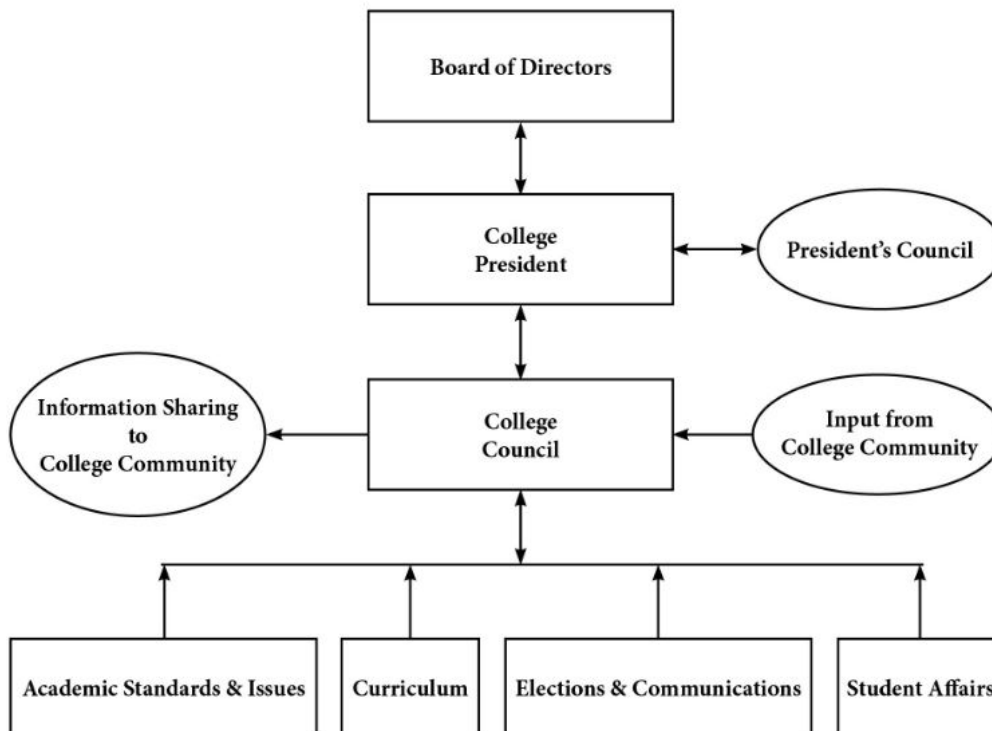 Board of Directors
College
President
President's Council
Information Sharing
to
College Community
College
Council
Input from
College Community
Academic Standards & Issues
Curriculum
Elections & Communications
Student Affairs